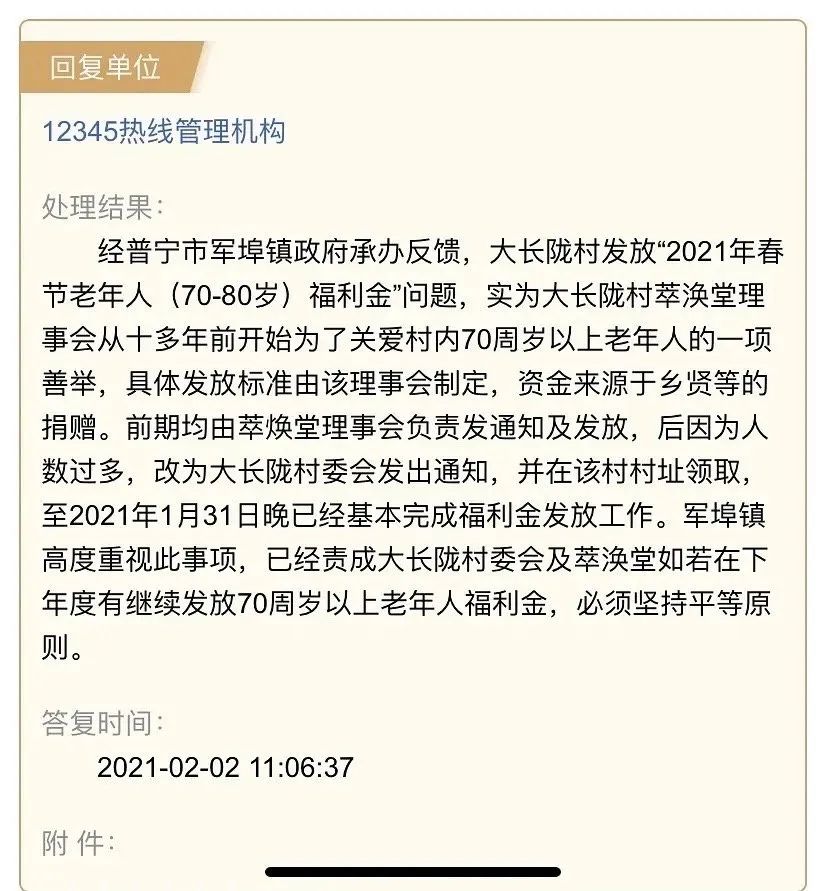 回复单位
12345热线管理机构
处理结果：
经普宁市军埠镇政府承办反馈，大长陇村发放“2021年春
节老年人（70-80岁）福利金”问题，实为大长陇村萃涣堂理
事会从十多年前开始为了关爱村内70周岁以上老年人的一项
善举，具体发放标准由该理事会制定，资金来源于乡贤等的
捐赠。前期均由萃焕堂理事会负责发通知及发放，后因为人
数过多，改为大长陇村委会发出通知，并在该村村址领取，
至2021年1月31日晚已经基本完成福利金发放工作。军埠镇
高度重视此事项，已经责成大长陇村委会及萃涣堂如若在下
年度有继续发放70周岁以上老年人福利金，必须坚持平等原
则。
答复时间：
2021-02-02 11:06:37
附 件：